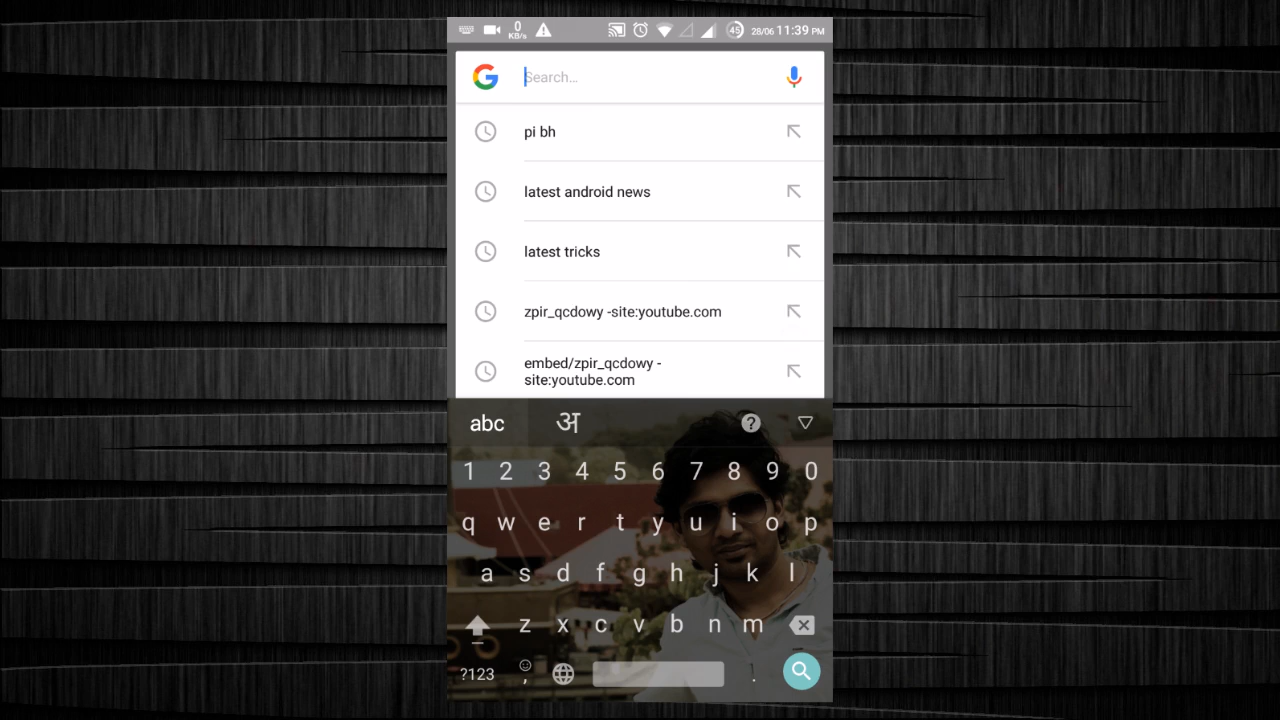 0
KB/s
45
28/06 11:39 PM
Search...
pi bh
latest android news
latest tricks
zpir_qcdowy -site:youtube.com
embed/zpir_qcdowy -
site:youtube.com
abc अ ?
1 2 3 4 5 6 7 8 9 0
q w e r t y u i o p
a s d f g h j k l
z x c v b n m
?123 , .